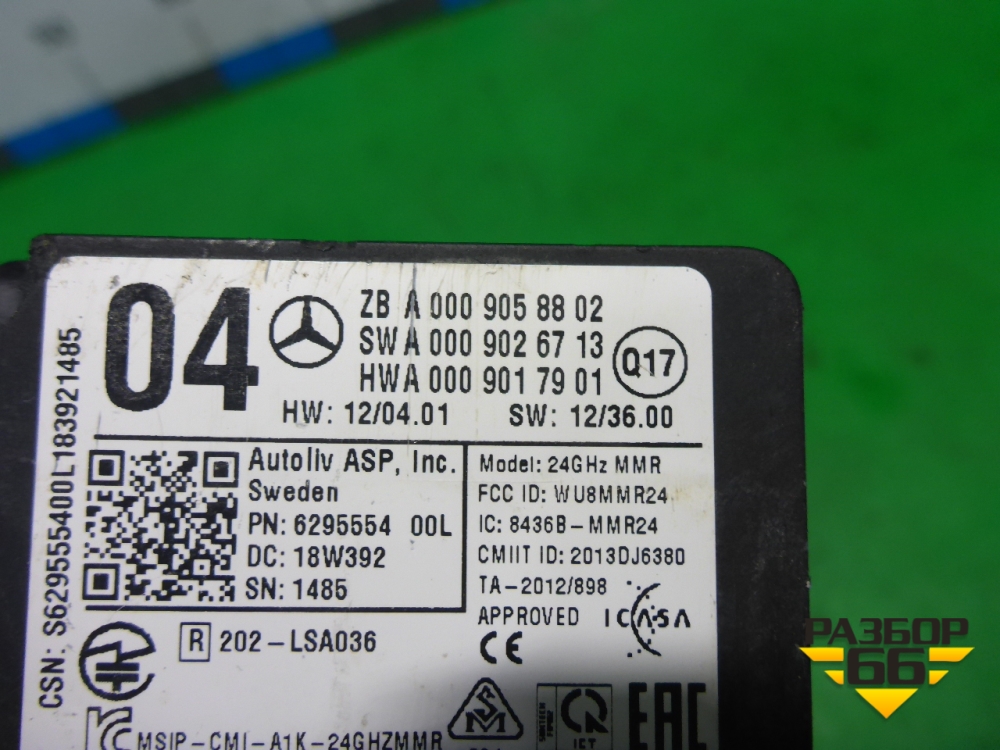 04
ZB A 000 905 88 02
SW A 000 902 67 13
HW A 000 901 79 01
Q17
HW: 12/04.01 SW: 12/36.00
CSN: S629555400L183921485
Autoliv ASP, Inc.
Sweden
PN: 6295554 00L
DC: 18W392
SN: 1485
Model: 24GHz MMR
FCC ID: WU8MMR24
IC: 8436B-MMR24
CMIIT ID: 2013DJ6380
TA-2012/898
APPROVED ICASA
CE
R 202-LSA036
MSIP-CMI-A1K-24GHZMMR
ICT
EAC
РАЗБОР
66